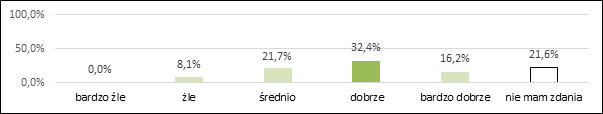 100,0%
50,0%
0,0%
0,0%
8,1%
21,7%
32,4%
16,2%
21,6%
bardzo źle
źle
średnio
dobrze
bardzo dobrze
nie mam zdania